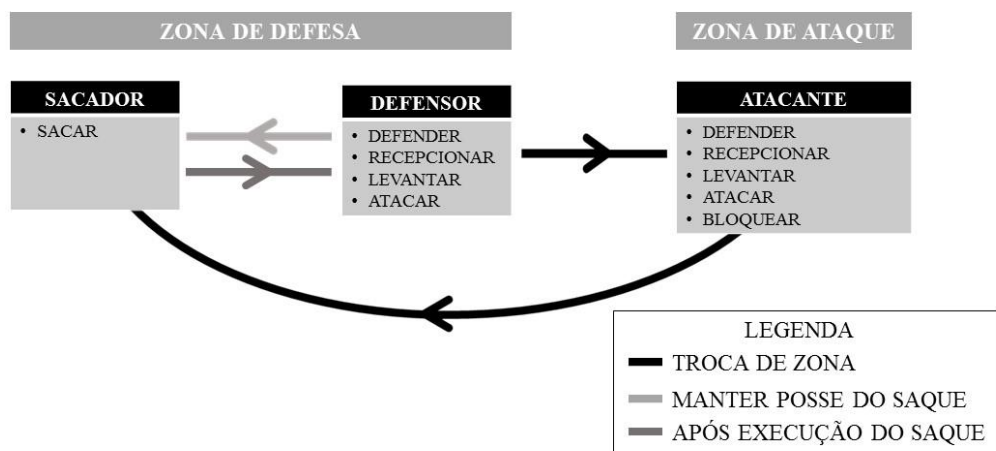 ZONA DE DEFESA
ZONA DE ATAQUE
SACADOR
• SACAR
DEFENSOR
• DEFENDER
• RECEPCIONAR
• LEVANTAR
• ATACAR
ATACANTE
• DEFENDER
• RECEPCIONAR
• LEVANTAR
• ATACAR
• BLOQUEAR
LEGENDA
TROCA DE ZONA
MANTER POSSE DO SAQUE
APÓS EXECUÇÃO DO SAQUE